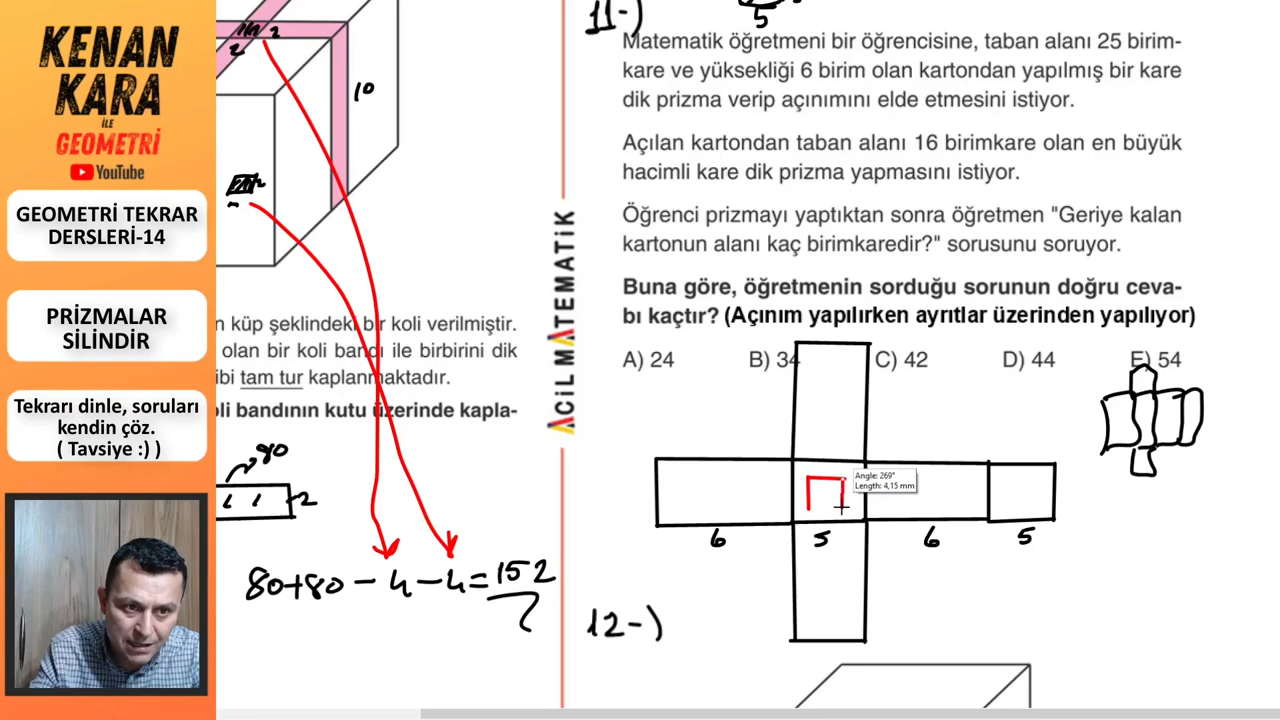 KENAN
KARA
İLE
GEOMETRİ
YouTube
GEOMETRİ TEKRAR
DERSLERİ-14
PRİZMALAR
SİLİNDİR
Tekrarı dinle, soruları
kendin çöz.
( Tavsiye :) )
2
2
10
n küp şeklindeki bir koli verilmiştir.
olan bir koli bandı ile birbirini dik
ibi tam tur kaplanmaktadır.
oli bandının kutu üzerinde kapla-
80
2
80+80-4-4=152
AÇİLMATEMATİK
11-)
5
Matematik öğretmeni bir öğrencisine, taban alanı 25 birim-
kare ve yüksekliği 6 birim olan kartondan yapılmış bir kare
dik prizma verip açınımını elde etmesini istiyor.
Açılan kartondan taban alanı 16 birimkare olan en büyük
hacimli kare dik prizma yapmasını istiyor.
Öğrenci prizmayı yaptıktan sonra öğretmen "Geriye kalan
kartonun alanı kaç birimkaredir?" sorusunu soruyor.
Buna göre, öğretmenin sorduğu sorunun doğru ceva-
bı kaçtır? (Açınım yapılırken ayrıtlar üzerinden yapılıyor)
A) 24 B) 34 C) 42 D) 44 E) 54
Angle: 269°
Length: 4,15 mm
6 5 6 5
12-)